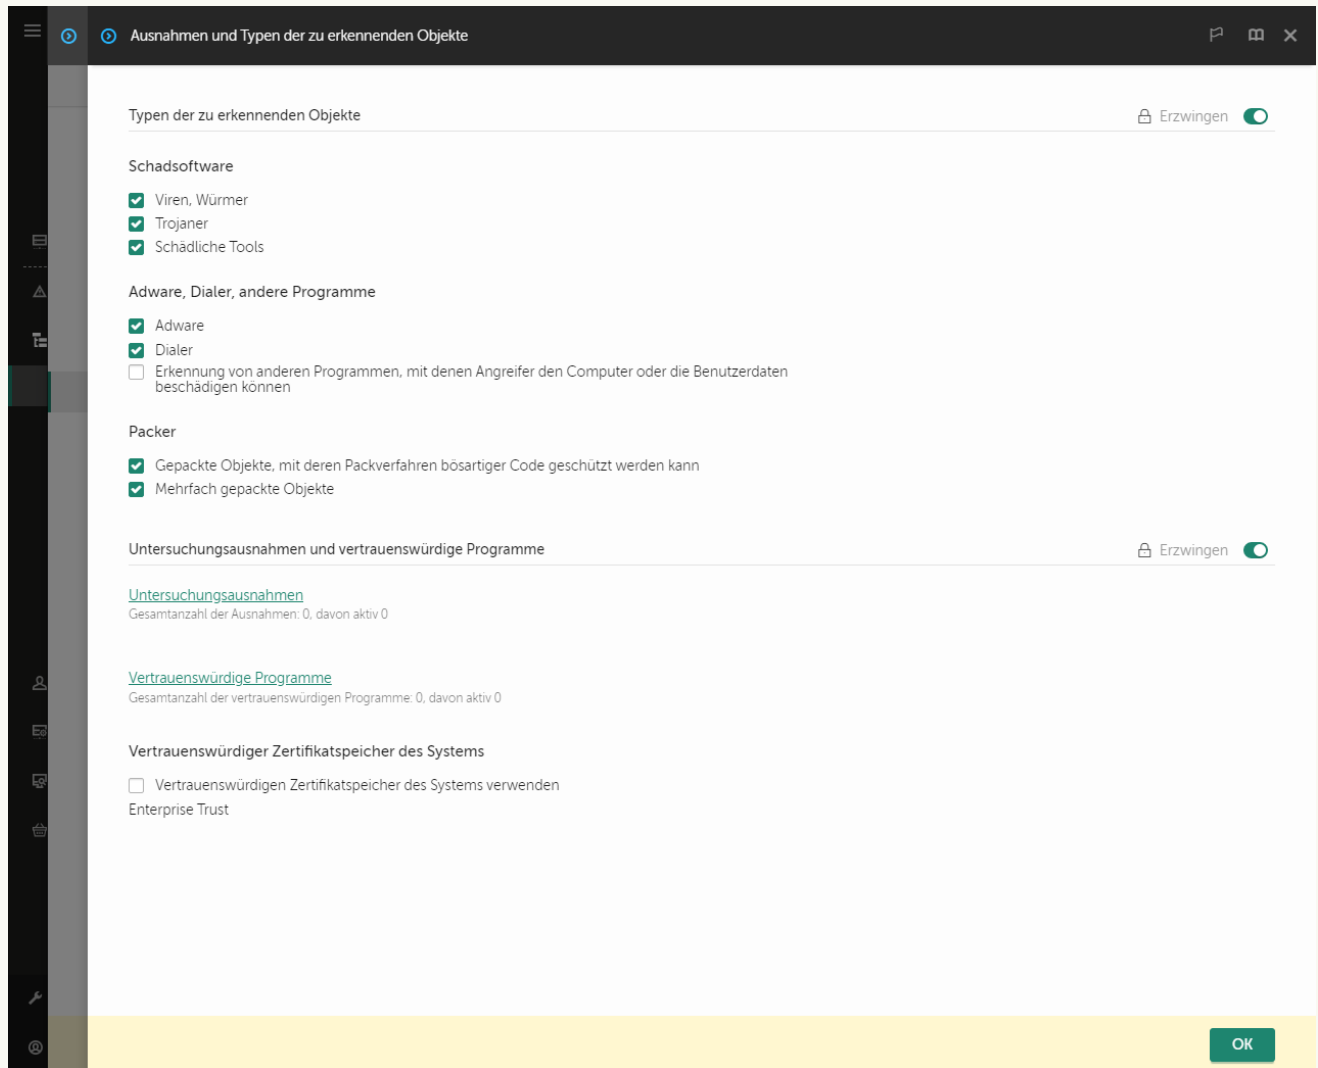 Ausnahmen und Typen der zu erkennenden Objekte
Typen der zu erkennenden Objekte
Erzwingen
Schadsoftware
Viren, Würmer
Trojaner
Schädliche Tools
Adware, Dialer, andere Programme
Adware
Dialer
Erkennung von anderen Programmen, mit denen Angreifer den Computer oder die Benutzerdaten
beschädigen können
Packer
Gepackte Objekte, mit deren Packverfahren bösartiger Code geschützt werden kann
Mehrfach gepackte Objekte
Untersuchungsausnahmen und vertrauenswürdige Programme
Erzwingen
Untersuchungsausnahmen
Gesamtanzahl der Ausnahmen: 0, davon aktiv 0
Vertrauenswürdige Programme
Gesamtanzahl der vertrauenswürdigen Programme: 0, davon aktiv 0
Vertrauenswürdiger Zertifikatspeicher des Systems
Vertrauenswürdigen Zertifikatspeicher des Systems verwenden
Enterprise Trust
OK